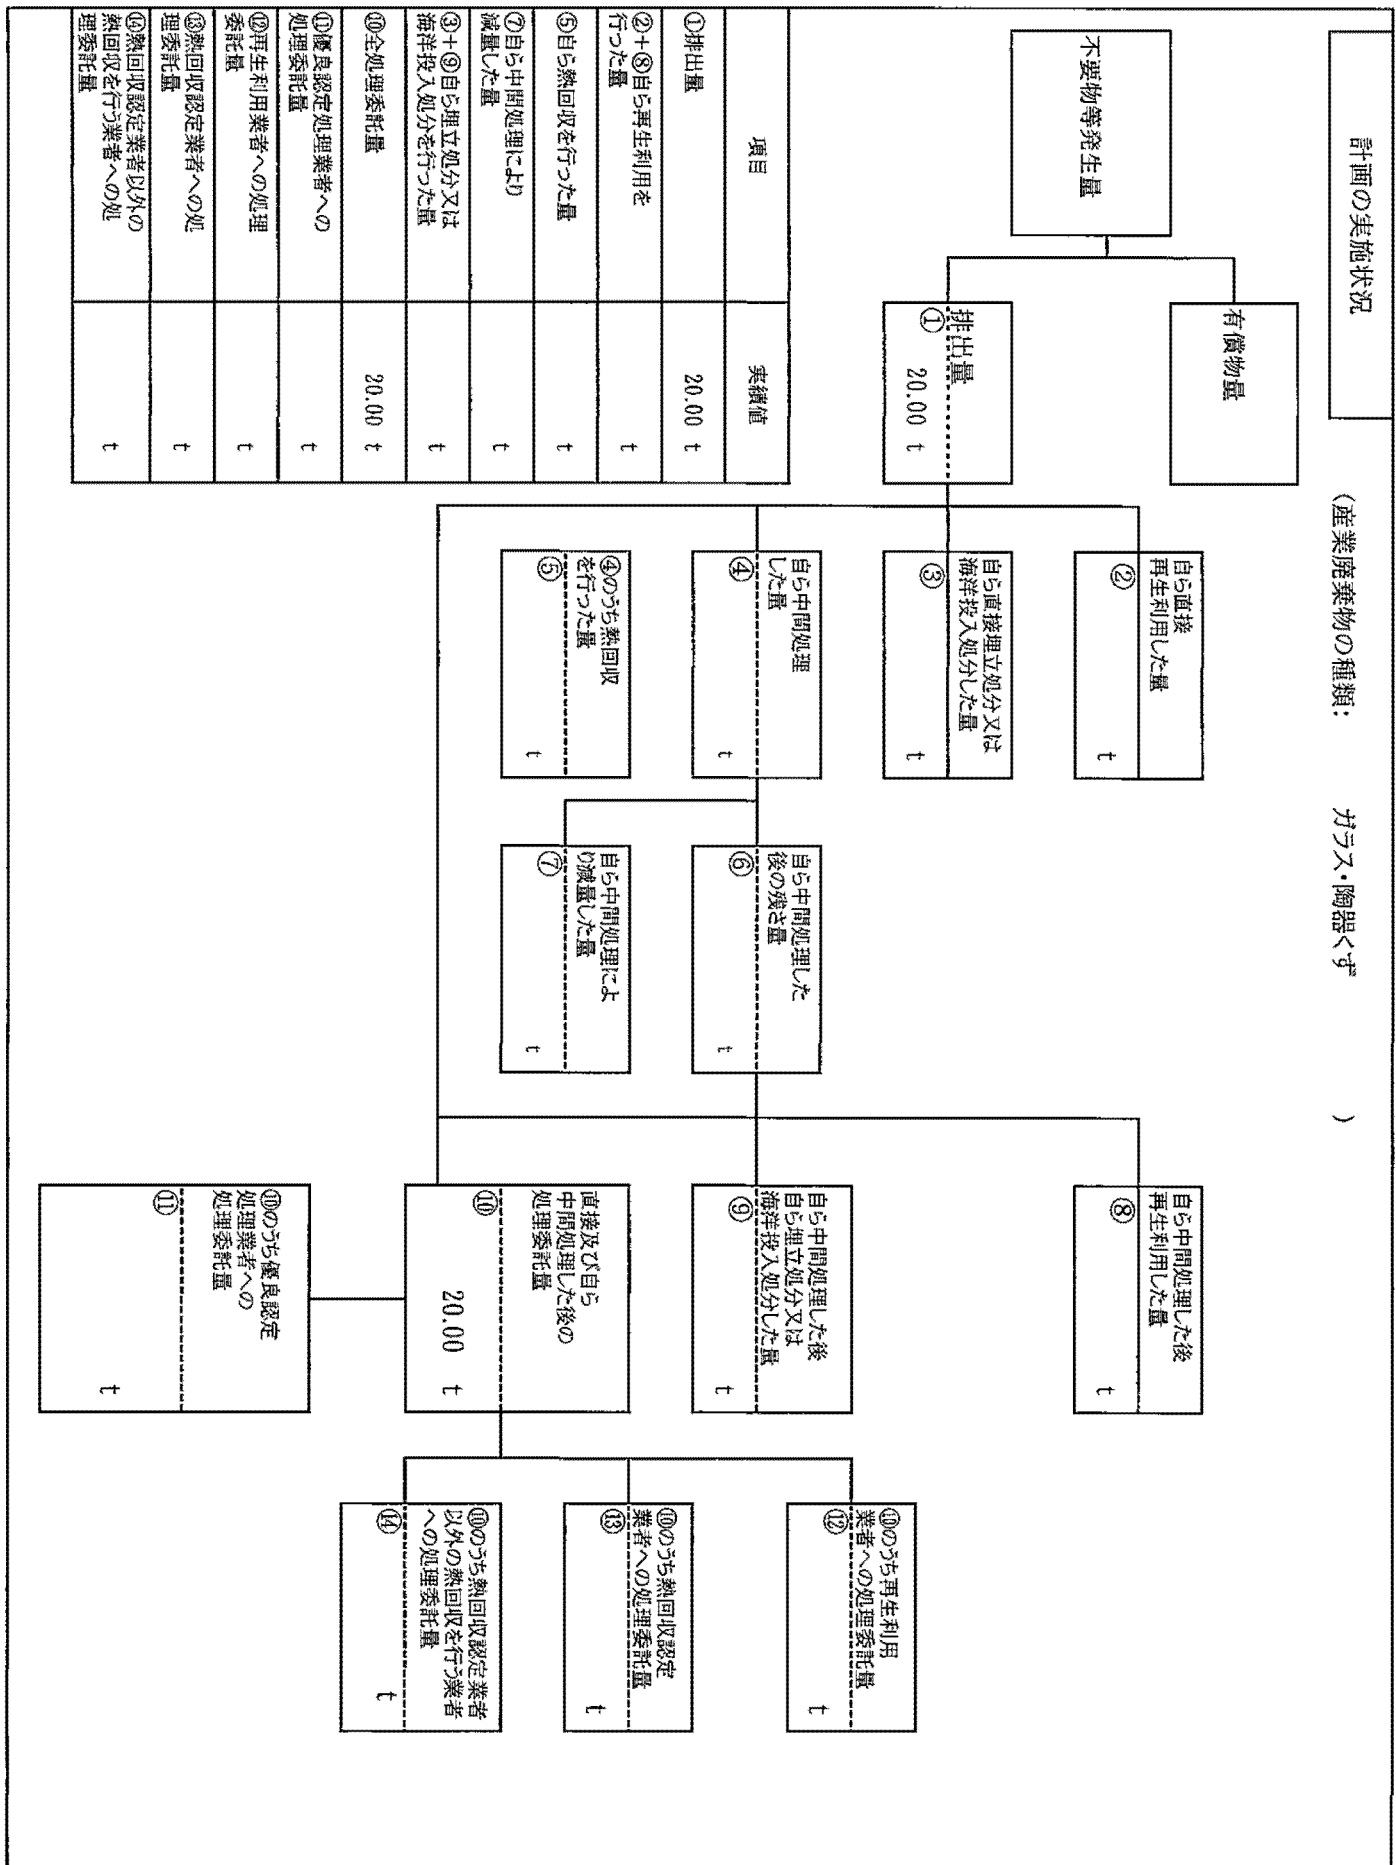 計画の実施状況
（産業廃棄物の種類： ガラス・陶器くず ）
不要物等発生量
有償物量
排出量
① 20.00 t
自ら直接
再生利用した量
②
t
自ら直接埋立処分又は
海洋投入処分した量
③
t
自ら中間処理
した量
④
t
④のうち熱回収
を行った量
⑤
t
自ら中間処理した
後の残さ量
⑥
t
自ら中間処理によ
り減量した量
⑦
t
自ら中間処理した後
再生利用した量
⑧
t
自ら中間処理した後
自ら埋立処分又は
海洋投入処分した量
⑨
t
直接及び自ら
中間処理した後の
処理委託量
⑩
20.00 t
⑩のうち優良認定
処理業者への
処理委託量
⑪
t
⑩のうち再生利用
業者への処理委託量
⑫
t
⑩のうち熱回収認定
業者への処理委託量
⑬
t
⑩のうち熱回収認定業者
以外の熱回収を行う業者
への処理委託量
⑭
t
項目 実績値
①排出量 20.00 t
②＋⑧自ら再生利用を
行った量 t
⑤自ら熱回収を行った量 t
⑦自ら中間処理により
減量した量 t
③＋⑨自ら埋立処分又は
海洋投入処分を行った量 t
⑩全処理委託量 20.00 t
⑪優良認定処理業者への
処理委託量 t
⑫再生利用業者への処理
委託量 t
⑬熱回収認定業者への処
理委託量 t
⑭熱回収認定業者以外の
熱回収を行う業者への処
理委託量 t